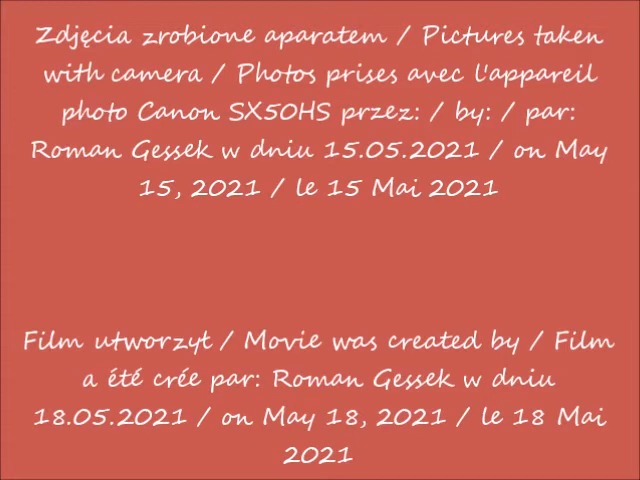 Zdjęcia zrobione aparatem / Pictures taken
with camera / Photos prises avec l'appareil
photo Canon SX50HS przez: / by: / par:
Roman Gessek w dniu 15.05.2021 / on May
15, 2021 / le 15 Mai 2021
Film utworzył / Movie was created by / Film
a été crée par: Roman Gessek w dniu
18.05.2021 / on May 18, 2021 / le 18 Mai
2021